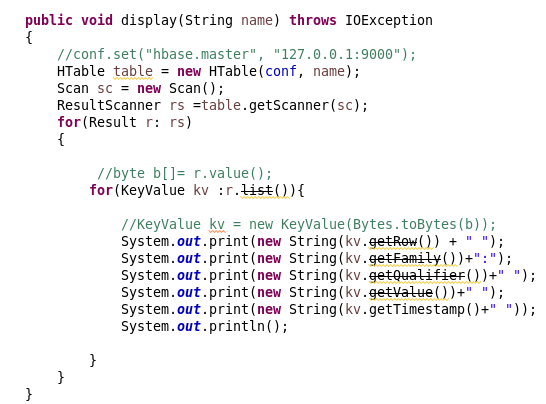 public void display(String name) throws IOException
{
    //conf.set("hbase.master", "127.0.0.1:9000");
    HTable table = new HTable(conf, name);
    Scan sc = new Scan();
    ResultScanner rs =table.getScanner(sc);
    for(Result r: rs)
    {
         //byte b[]= r.value();
        for(KeyValue kv :r.list()){
            //KeyValue kv = new KeyValue(Bytes.toBytes(b));
            System.out.print(new String(kv.getRow()) + " ");
            System.out.print(new String(kv.getFamily())+":");
            System.out.print(new String(kv.getQualifier())+" ");
            System.out.print(new String(kv.getValue())+" ");
            System.out.print(new String(kv.getTimestamp()+" "));
            System.out.println();
        }
    }
}